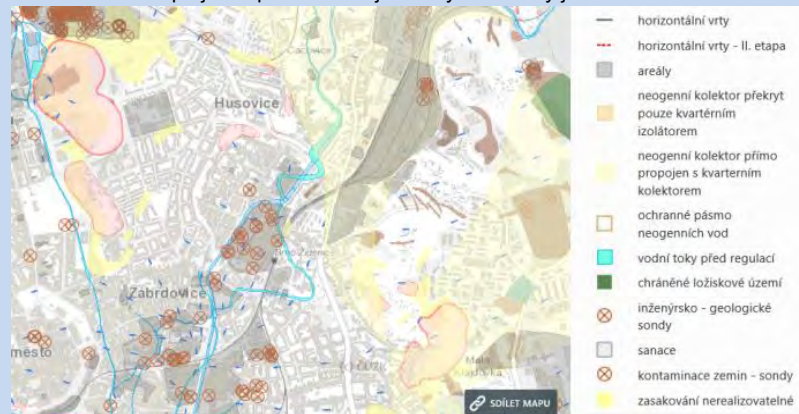 Husovice
Zábrdovice
město
SDÍLET MAPU
horizontální vrty
horizontální vrty - II. etapa
areály
neogenní kolektor překryt
pouze kvartérním
izolátorem
neogenní kolektor přímo
propojen s kvarterním
kolektorem
ochranné pásmo
neogenních vod
vodní toky před regulací
chráněné ložiskové území
inženýrsko - geologické
sondy
sanace
kontaminace zemin - sondy
zasakování nerealizovatelné